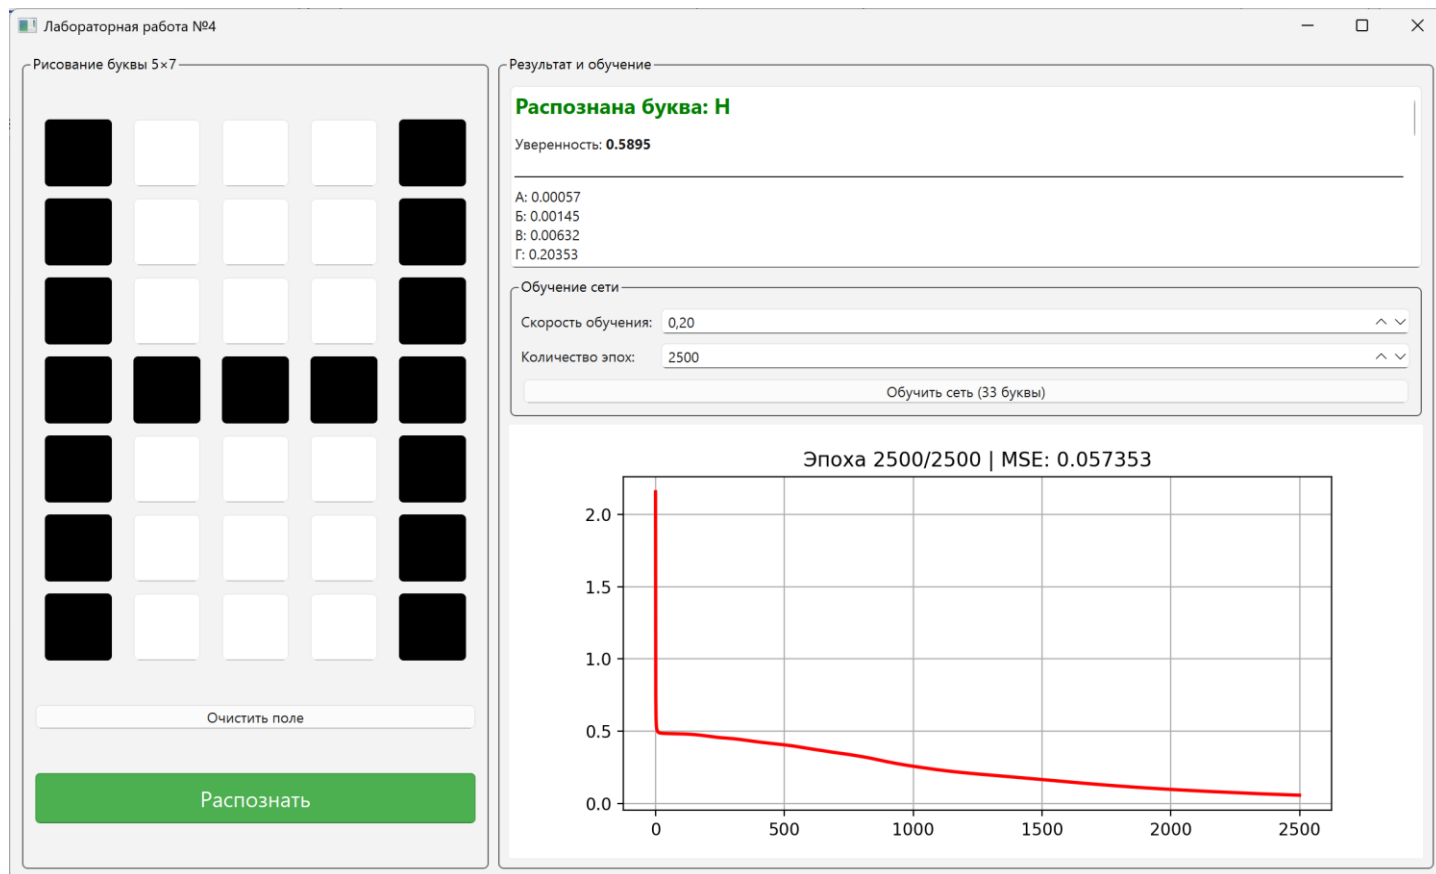 Лабораторная работа №4
Рисование буквы 5×7
Очистить поле
Распознать
Результат и обучение
Распознана буква: Н
Уверенность: 0.5895
А: 0.00057
Б: 0.00145
В: 0.00632
Г: 0.20353
Обучение сети
Скорость обучения: 0,20
Количество эпох: 2500
Обучить сеть (33 буквы)
Эпоха 2500/2500 | MSE: 0.057353
2.0
1.5
1.0
0.5
0.0
0 500 1000 1500 2000 2500